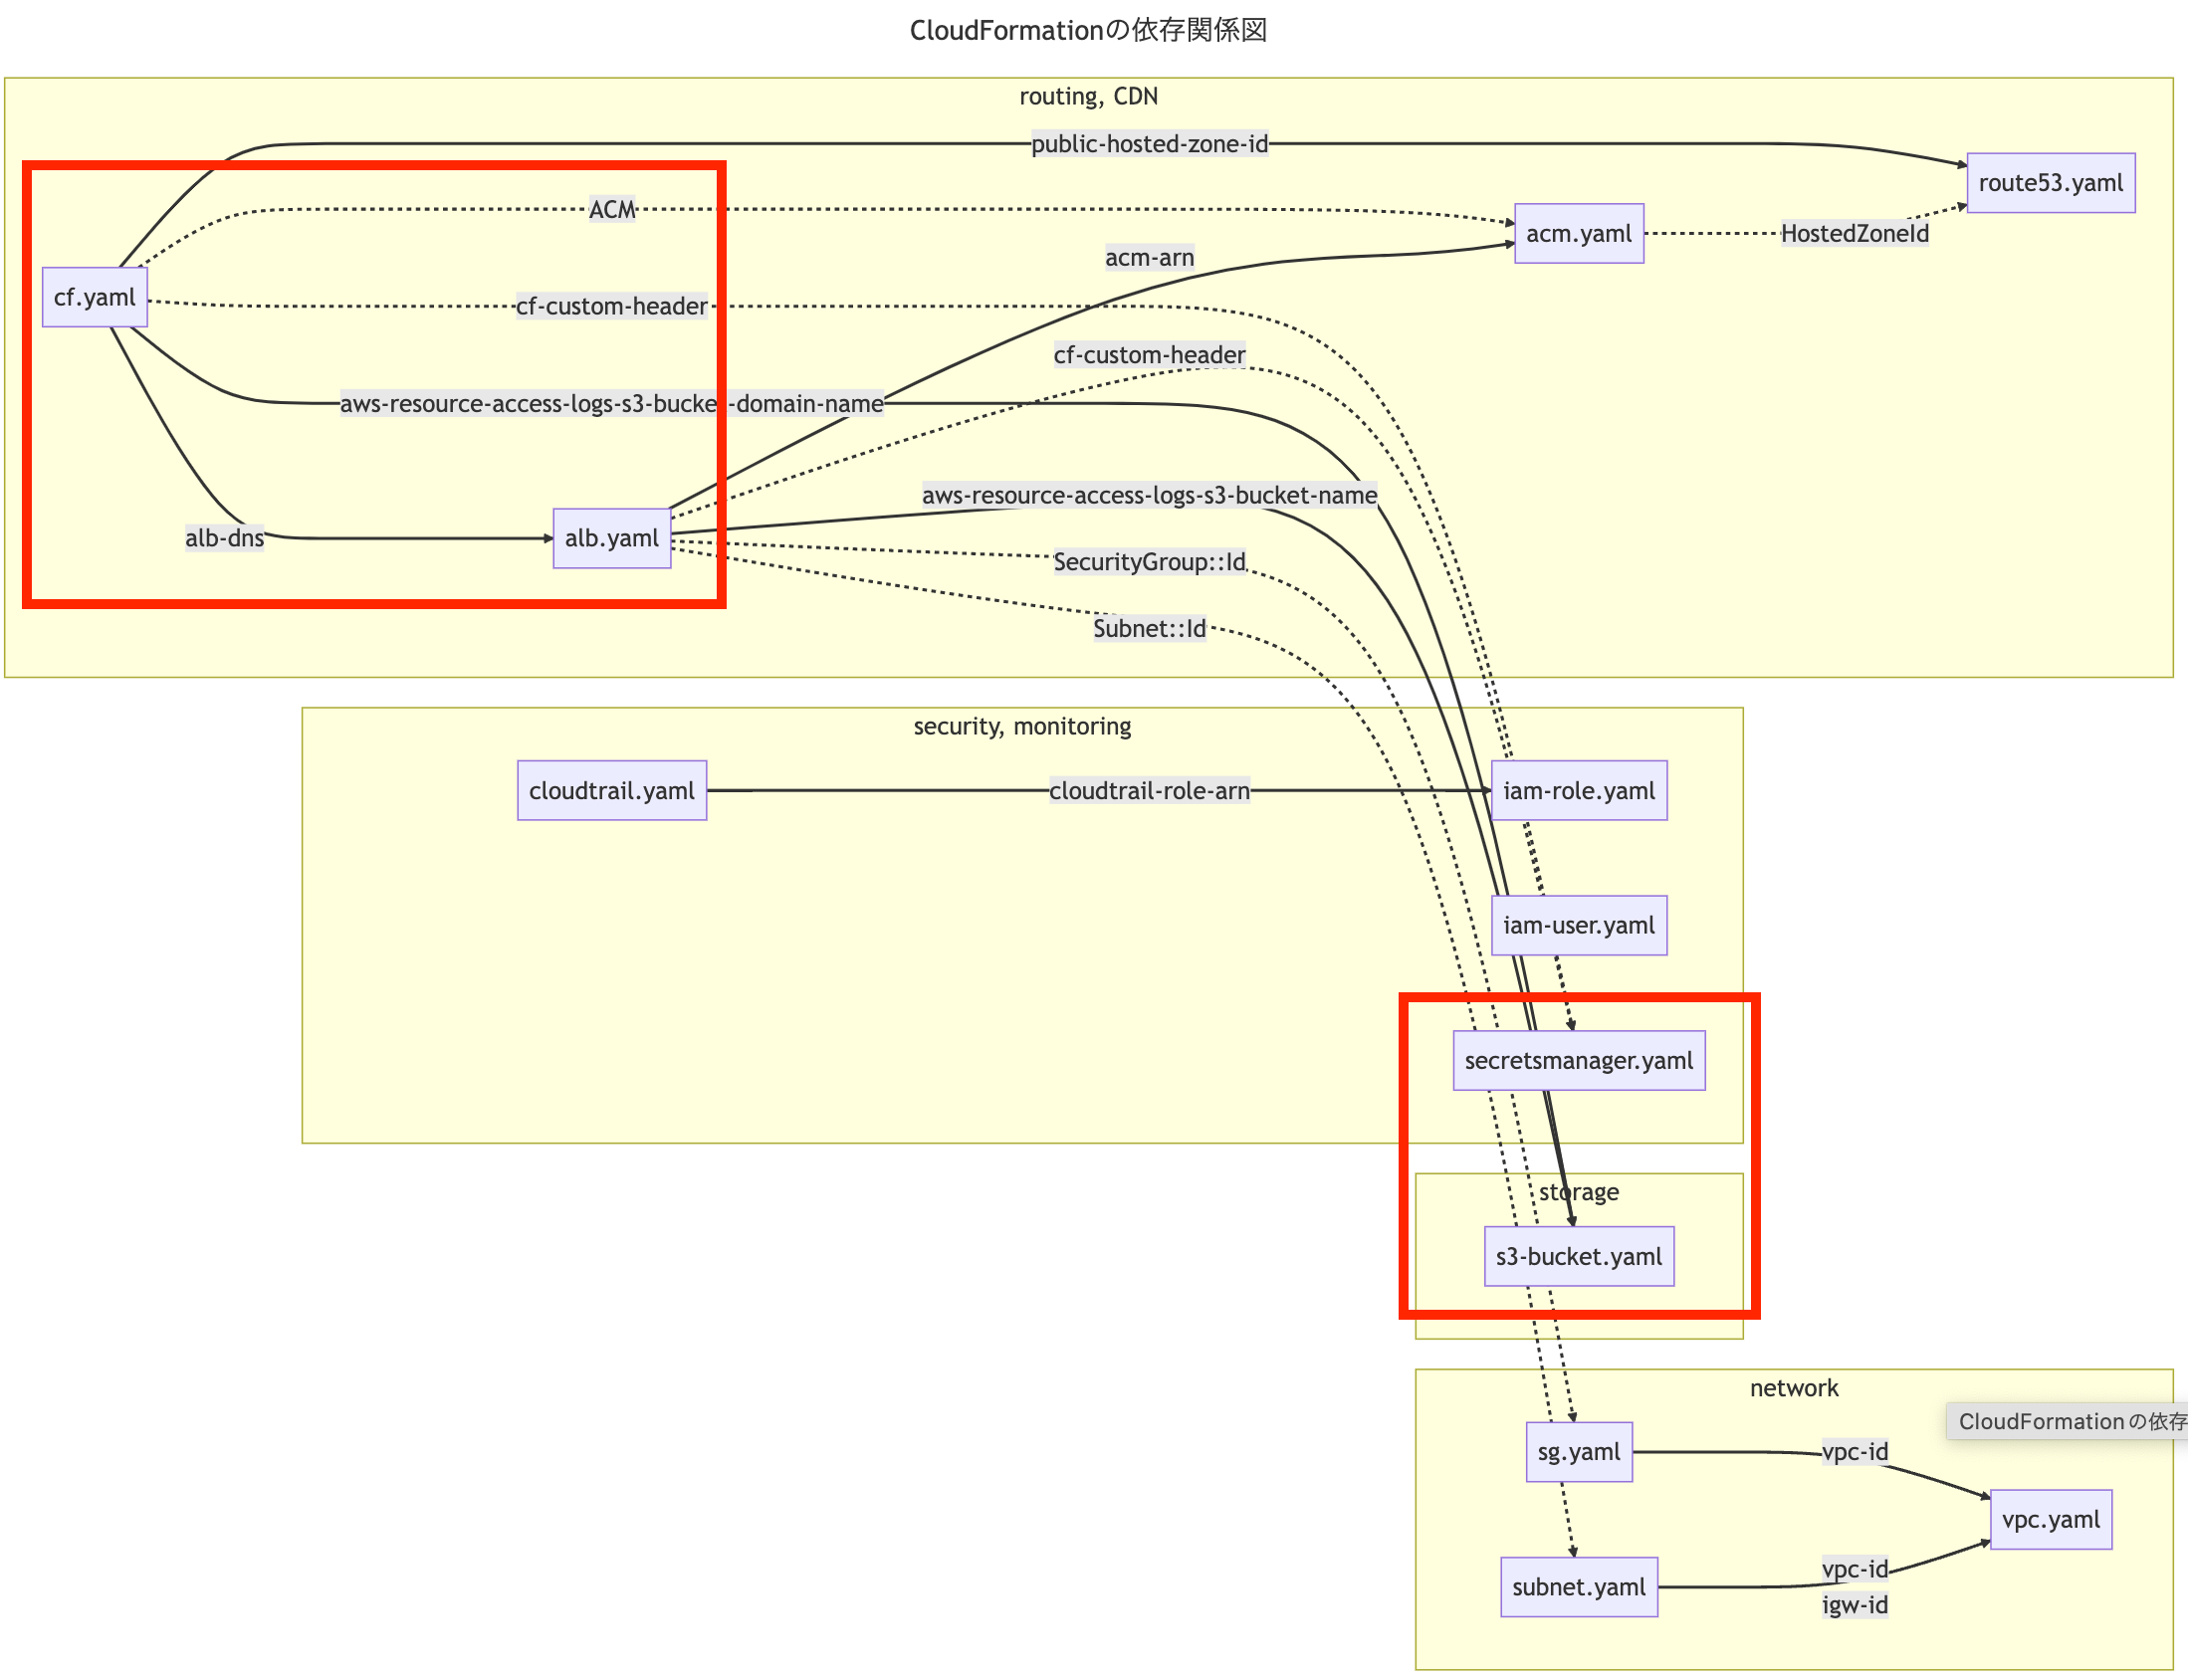 CloudFormationの依存関係図
routing, CDN
public-hosted-zone-id
route53.yaml
ACM
acm.yaml
HostedZoneId
acm-arn
cf.yaml
cf-custom-header
cf-custom-header
aws-resource-access-logs-s3-bucket-domain-name
aws-resource-access-logs-s3-bucket-name
alb-dns
alb.yaml
SecurityGroup::Id
Subnet::Id
security, monitoring
cloudtrail.yaml
cloudtrail-role-arn
iam-role.yaml
iam-user.yaml
secretsmanager.yaml
storage
s3-bucket.yaml
network
CloudFormationの依存
sg.yaml
vpc-id
vpc.yaml
vpc-id
subnet.yaml
igw-id